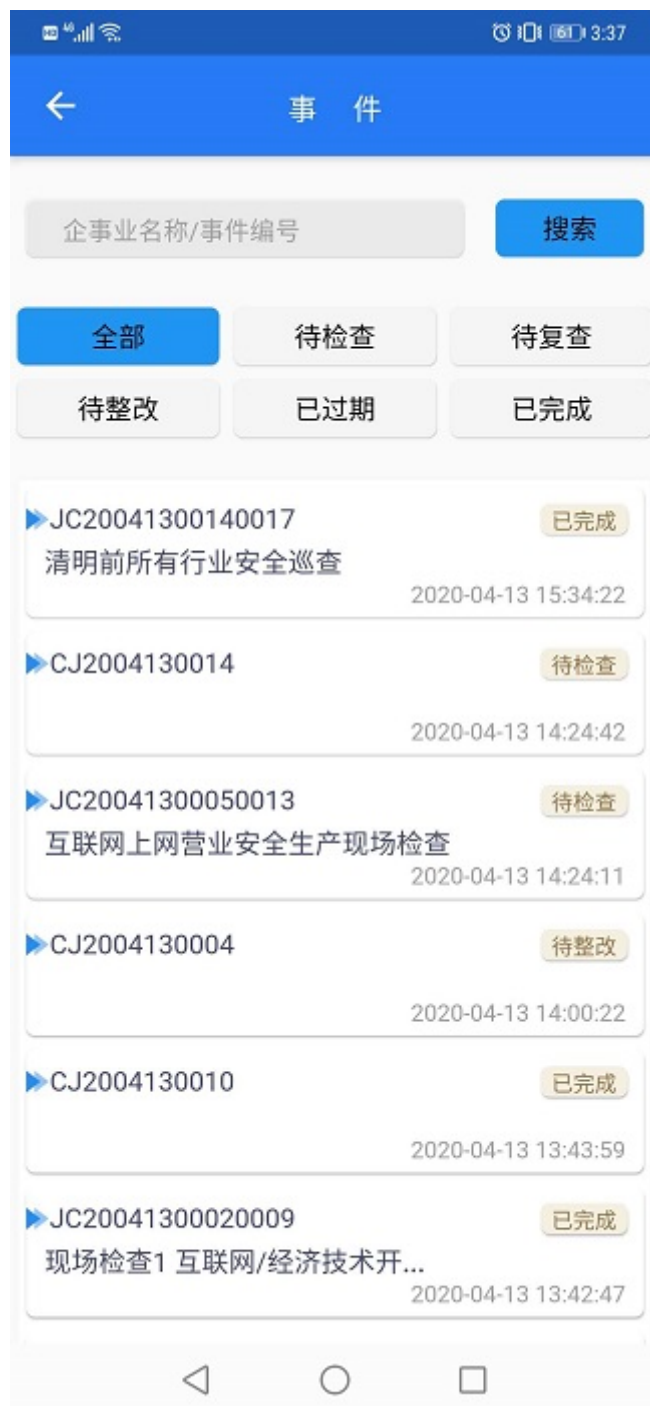 HD 46 61 3:37
事 件
企事业名称/事件编号 搜索
全部 待检查 待复查
待整改 已过期 已完成
JC20041300140017 已完成
清明前所有行业安全巡查
2020-04-13 15:34:22
CJ2004130014 待检查
2020-04-13 14:24:42
JC20041300050013 待检查
互联网上网营业安全生产现场检查
2020-04-13 14:24:11
CJ2004130004 待整改
2020-04-13 14:00:22
CJ2004130010 已完成
2020-04-13 13:43:59
JC20041300020009 已完成
现场检查1 互联网/经济技术开...
2020-04-13 13:42:47